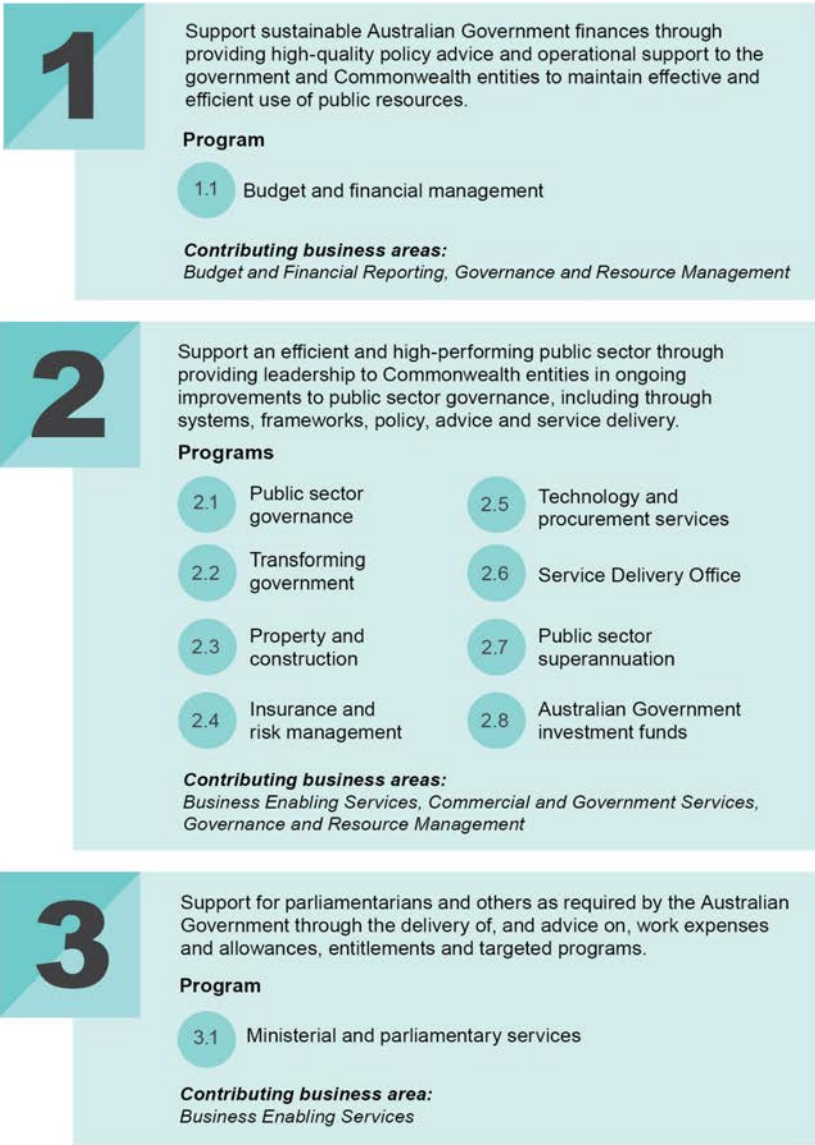 1
Support sustainable Australian Government finances through
providing high-quality policy advice and operational support to the
government and Commonwealth entities to maintain effective and
efficient use of public resources.
Program
1.1 Budget and financial management
Contributing business areas:
Budget and Financial Reporting, Governance and Resource Management
2
Support an efficient and high-performing public sector through
providing leadership to Commonwealth entities in ongoing
improvements to public sector governance, including through
systems, frameworks, policy, advice and service delivery.
Programs
2.1 Public sector
governance
2.2 Transforming
government
2.3 Property and
construction
2.4 Insurance and
risk management
2.5 Technology and
procurement services
2.6 Service Delivery Office
2.7 Public sector
superannuation
2.8 Australian Government
investment funds
Contributing business areas:
Business Enabling Services, Commercial and Government Services,
Governance and Resource Management
3
Support for parliamentarians and others as required by the Australian
Government through the delivery of, and advice on, work expenses
and allowances, entitlements and targeted programs.
Program
3.1 Ministerial and parliamentary services
Contributing business area:
Business Enabling Services